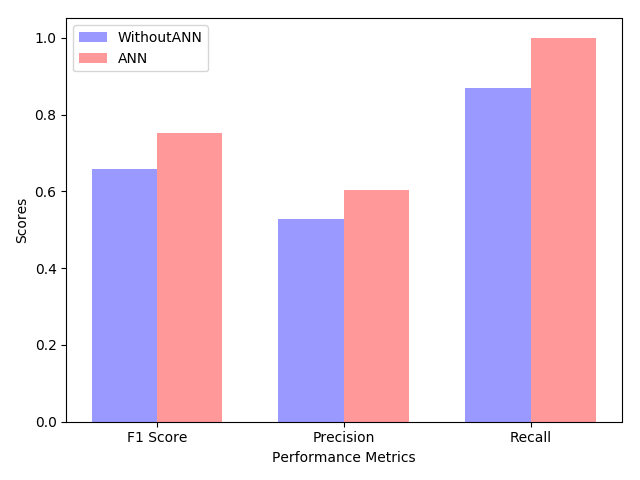 WithoutANN
ANN
1.0
0.8
0.6
0.4
0.2
0.0
Scores
F1 Score Precision Recall
Performance Metrics